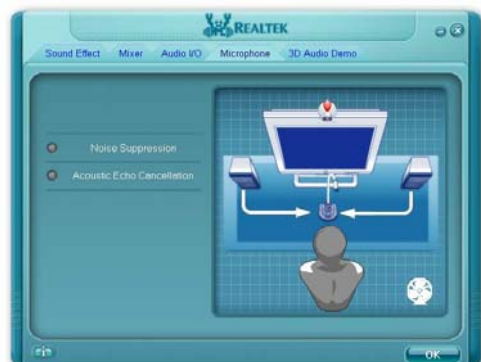 REALTEK
Sound Effect Mixer Audio I/O Microphone 3D Audio Demo
Noise Suppression
Acoustic Echo Cancellation
OK